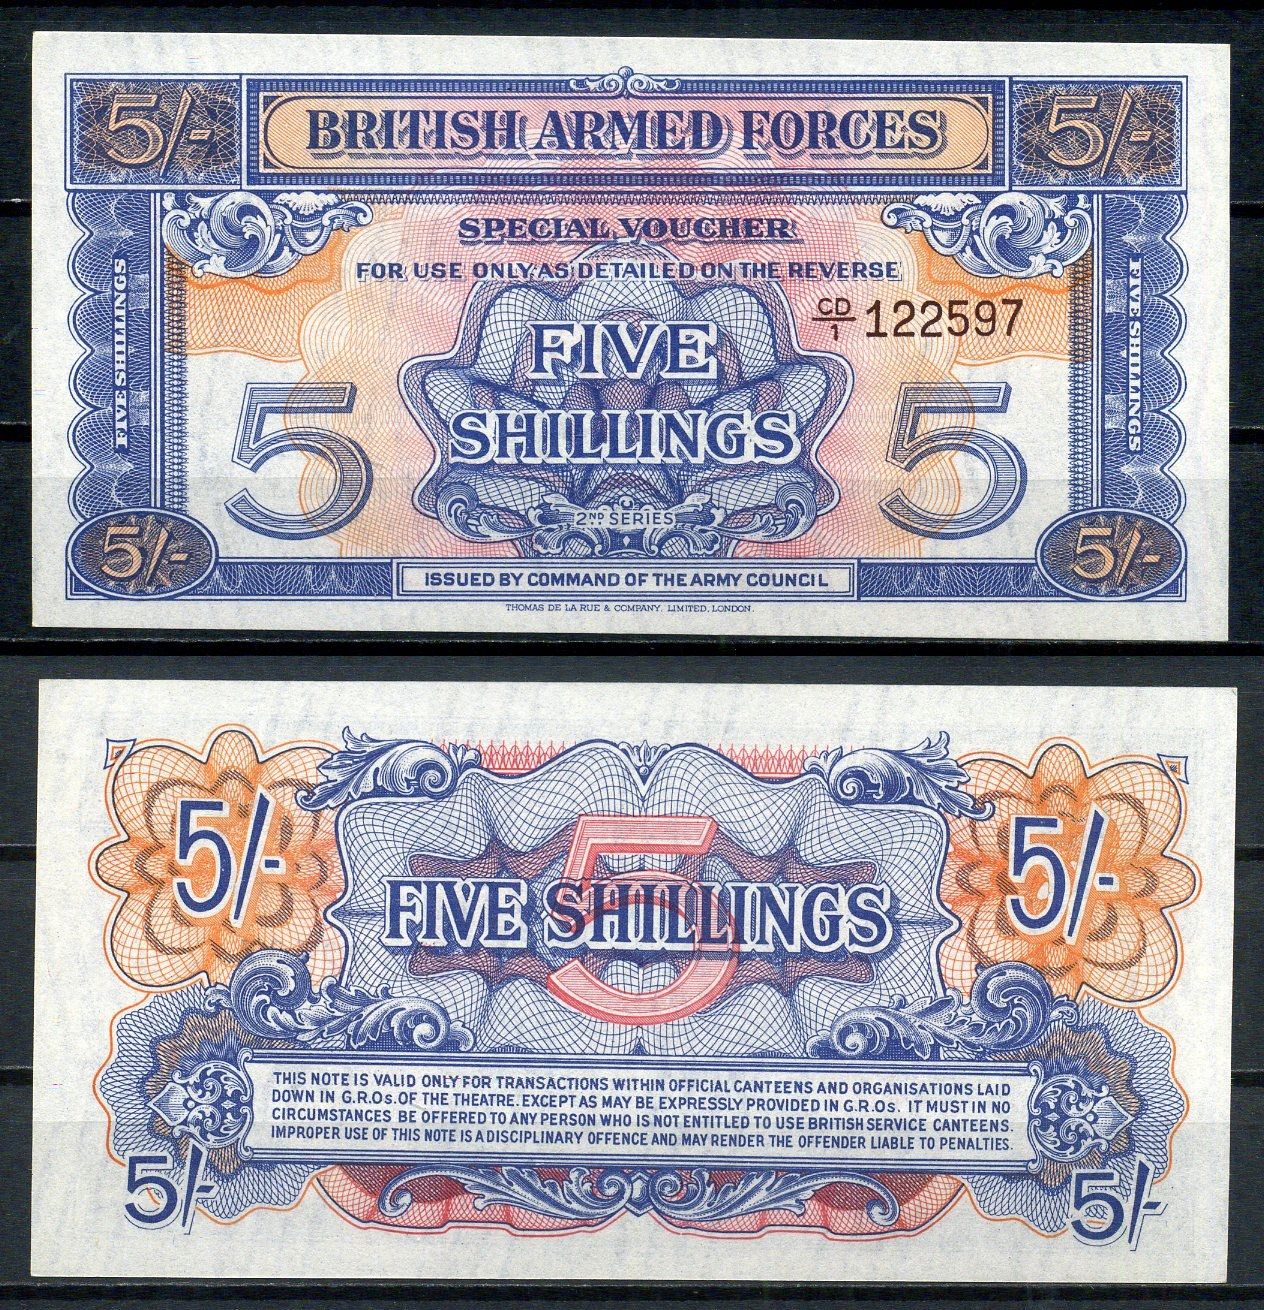 5/- BRITISH ARMED FORCES 5/-
SPECIAL VOUCHER
FOR USE ONLY AS DETAILED ON THE REVERSE
CD/1 122597
FIVE SHILLINGS
FIVE SHILLINGS
FIVE
SHILLINGS
5 5
2ND SERIES
5/- 5/-
ISSUED BY COMMAND OF THE ARMY COUNCIL
THOMAS DE LA RUE & COMPANY, LIMITED, LONDON.
5/- 5/-
5
FIVE SHILLINGS
THIS NOTE IS VALID ONLY FOR TRANSACTIONS WITHIN OFFICIAL CANTEENS AND ORGANISATIONS LAID
DOWN IN G.R.Os. OF THE THEATRE. EXCEPT AS MAY BE EXPRESSLY PROVIDED IN G.R.Os. IT MUST IN NO
CIRCUMSTANCES BE OFFERED TO ANY PERSON WHO IS NOT ENTITLED TO USE BRITISH SERVICE CANTEENS.
IMPROPER USE OF THIS NOTE IS A DISCIPLINARY OFFENCE AND MAY RENDER THE OFFENDER LIABLE TO PENALTIES.
5/- 5/-